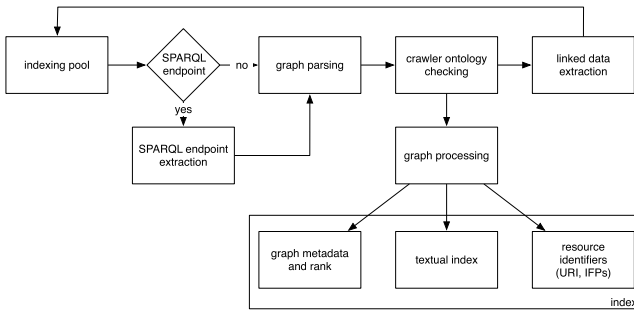 indexing pool
SPARQL
endpoint
no
graph parsing
crawler ontology
checking
linked data
extraction
yes
SPARQL endpoint
extraction
graph processing
graph metadata
and rank
textual index
resource
identifiers
(URI, IFPs)
index